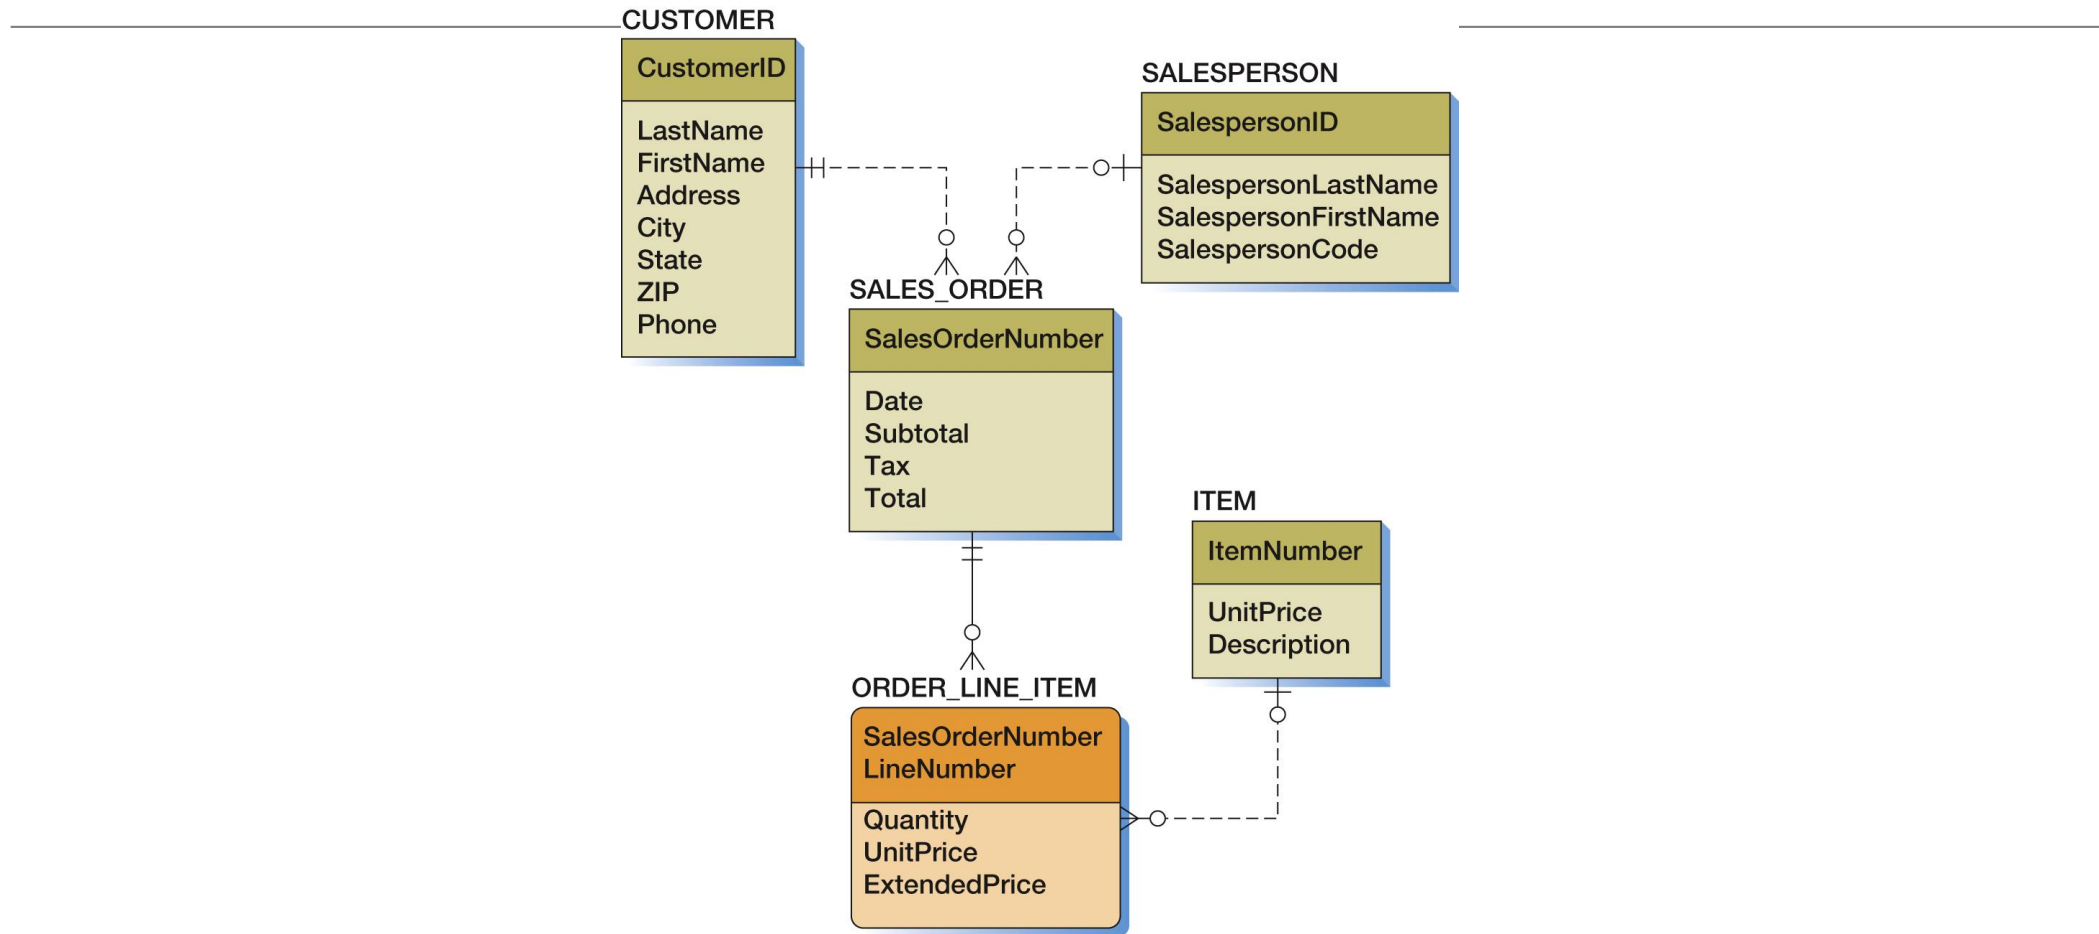 CUSTOMER
CustomerID
LastName
FirstName
Address
City
State
ZIP
Phone
SALESPERSON
SalespersonID
SalespersonLastName
SalespersonFirstName
SalespersonCode
SALES_ORDER
SalesOrderNumber
Date
Subtotal
Tax
Total
ITEM
ItemNumber
UnitPrice
Description
ORDER_LINE_ITEM
SalesOrderNumber
LineNumber
Quantity
UnitPrice
ExtendedPrice